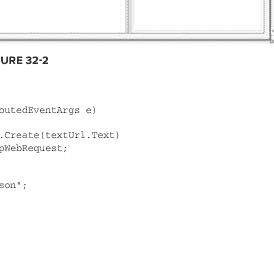 URE 32-2
outedEventArgs e)
.Create(textUrl.Text)
pWebRequest;
son";